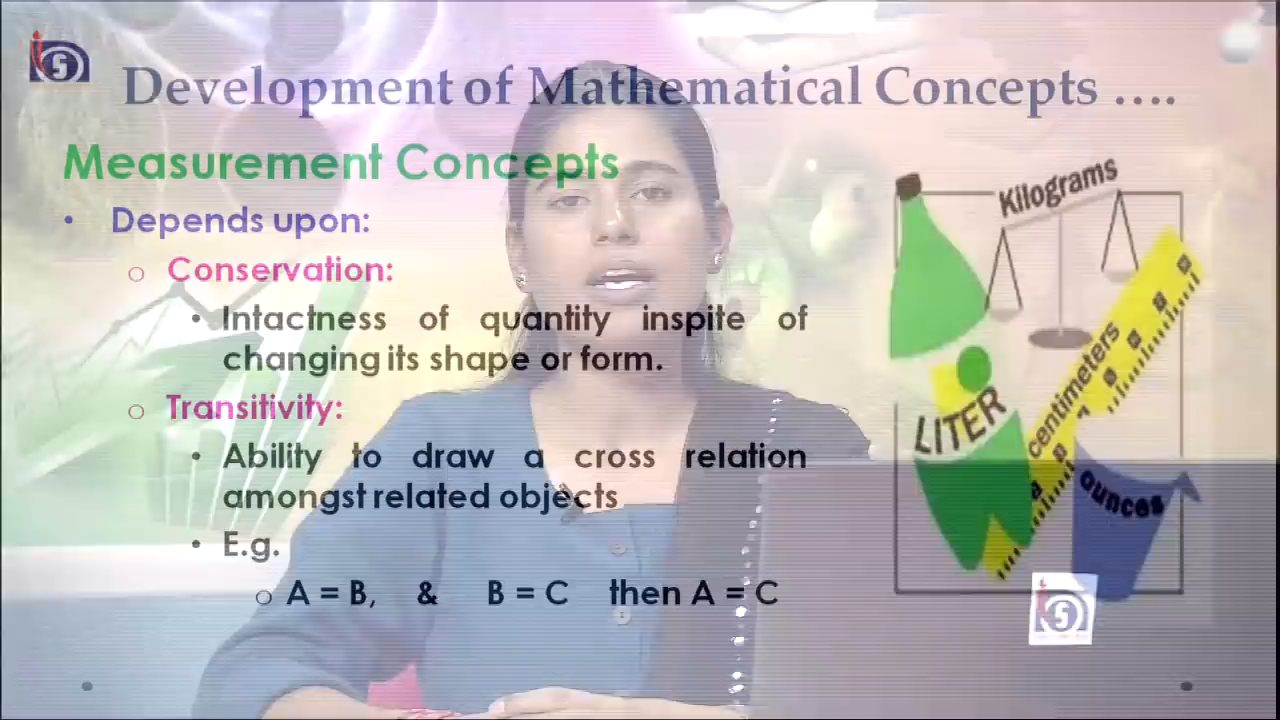 Development of Mathematical Concepts ….
Measurement Concepts
• Depends upon:
o Conservation:
• Intactness of quantity inspite of
changing its shape or form.
o Transitivity:
• Ability to draw a cross relation
amongst related objects
• E.g.
o A = B, & B = C then A = C
Kilograms
LITER
centimeters
ounces